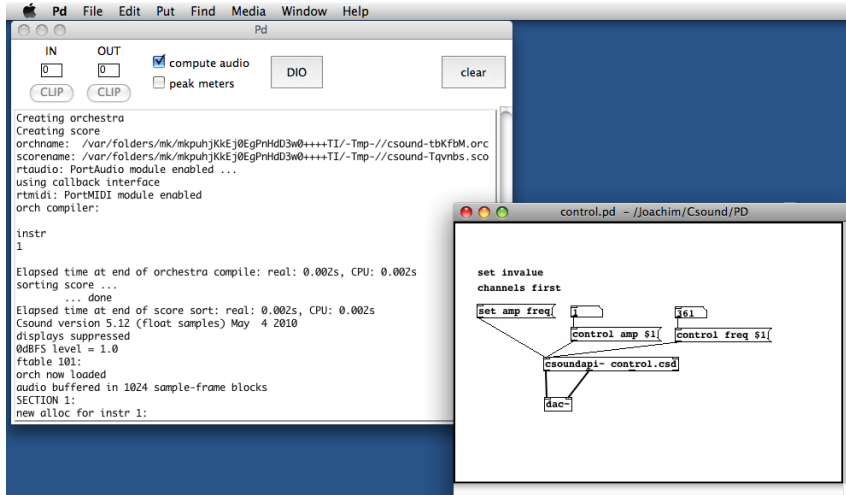 Pd File Edit Put Find Media Window Help
Pd
IN OUT
0 0
CLIP CLIP
compute audio
peak meters
DIO
clear
Creating orchestra
Creating score
orchname:  /var/folders/mk/mkpuhjKkEj0EgPnHdD3w0++++TI/-Tmp-//csound-tbKfbM.orc
scorename: /var/folders/mk/mkpuhjKkEj0EgPnHdD3w0++++TI/-Tmp-//csound-Tqvnbs.sco
rtaudio: PortAudio module enabled ...
using callback interface
rtmidi: PortMIDI module enabled
orch compiler:
instr
1
Elapsed time at end of orchestra compile: real: 0.002s, CPU: 0.002s
sorting score ...
... done
Elapsed time at end of score sort: real: 0.002s, CPU: 0.002s
Csound version 5.12 (float samples) May  4 2010
displays suppressed
0dBFS level = 1.0
ftable 101:
orch now loaded
audio buffered in 1024 sample-frame blocks
SECTION 1:
new alloc for instr 1:
control.pd - /Joachim/Csound/PD
set invalue
channels first
set amp freq
1
361
control amp $1
control freq $1
csoundapi~ control.csd
dac~